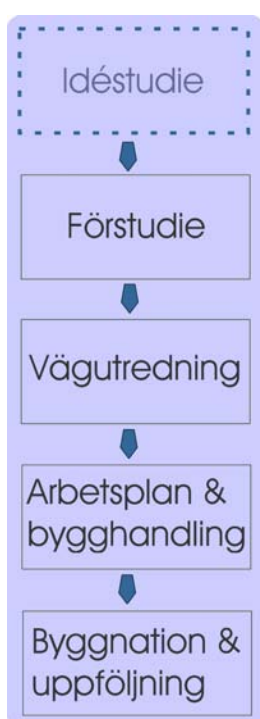 Idéstudie
Förstudie
Vägutredning
Arbetsplan &
bygghandling
Byggnation &
uppföljning